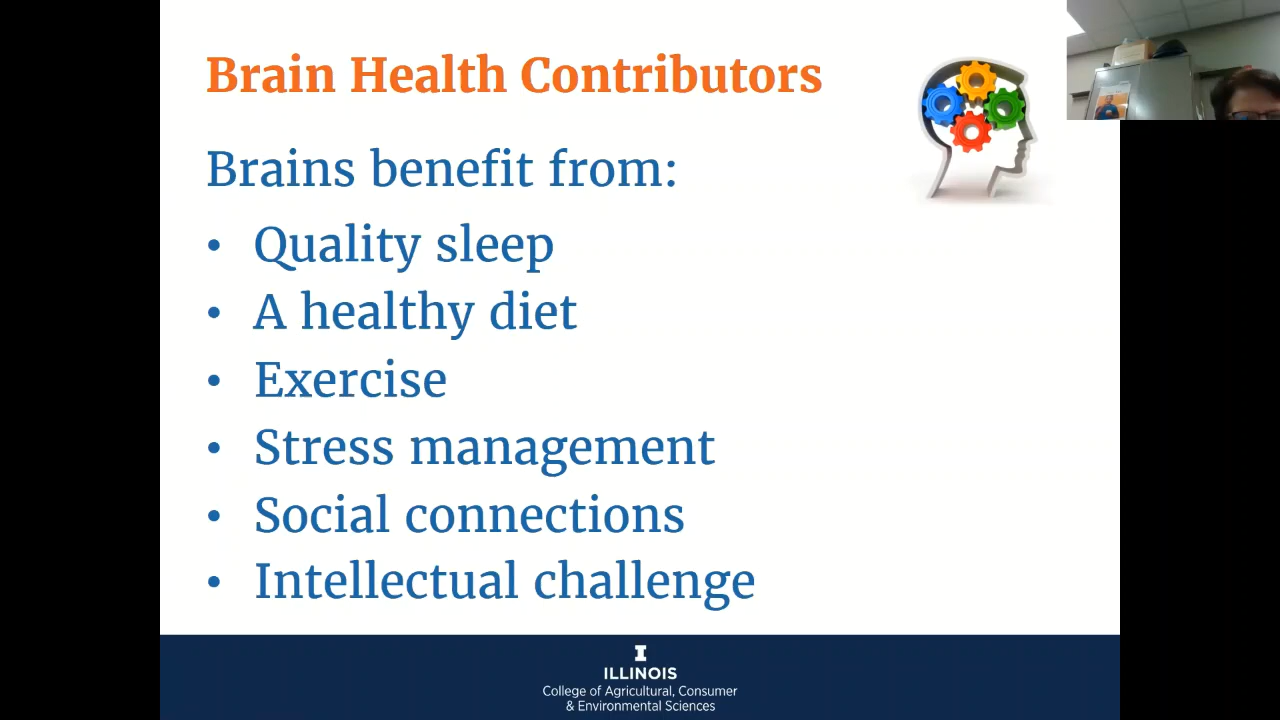 Brain Health Contributors
Brains benefit from:
• Quality sleep
• A healthy diet
• Exercise
• Stress management
• Social connections
• Intellectual challenge
I
ILLINOIS
College of Agricultural, Consumer
& Environmental Sciences